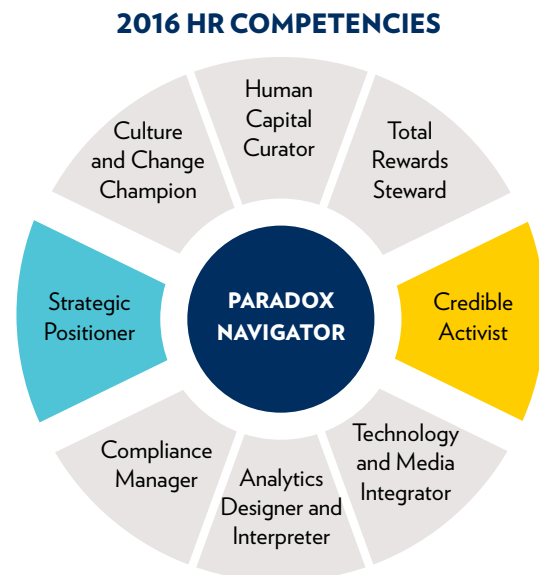 2016 HR COMPETENCIES
Human
Capital
Curator
Culture
and Change
Champion
Total
Rewards
Steward
Strategic
Positioner
PARADOX
NAVIGATOR
Credible
Activist
Compliance
Manager
Analytics
Designer and
Interpreter
Technology
and Media
Integrator